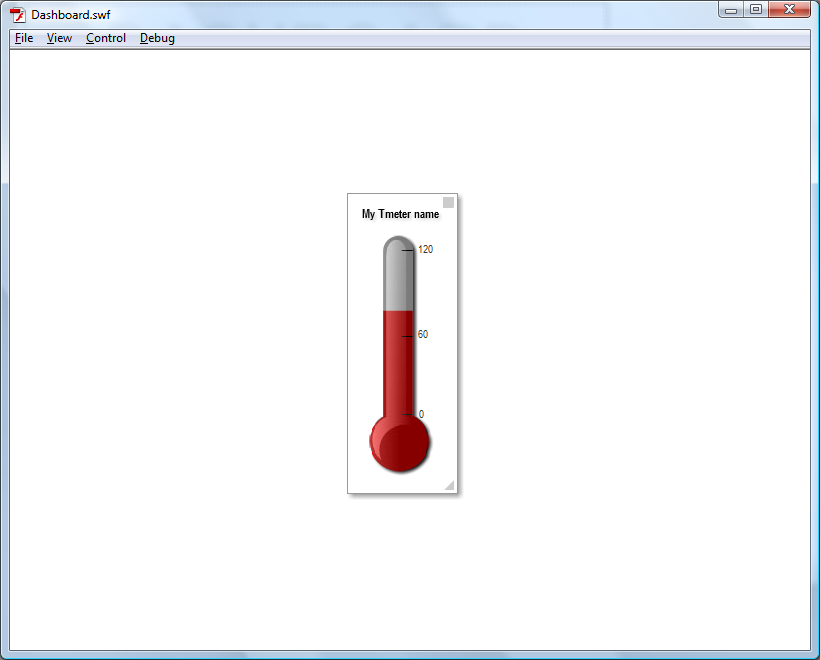 Dashboard.swf
File View Control Debug
My Tmeter name
120
60
0